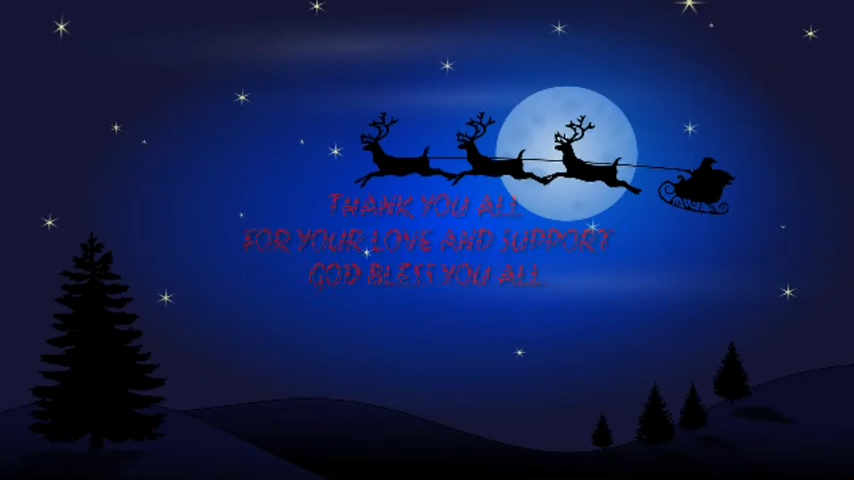 THANK YOU ALL
FOR YOUR LOVE AND SUPPORT
GOD BLESS YOU ALL